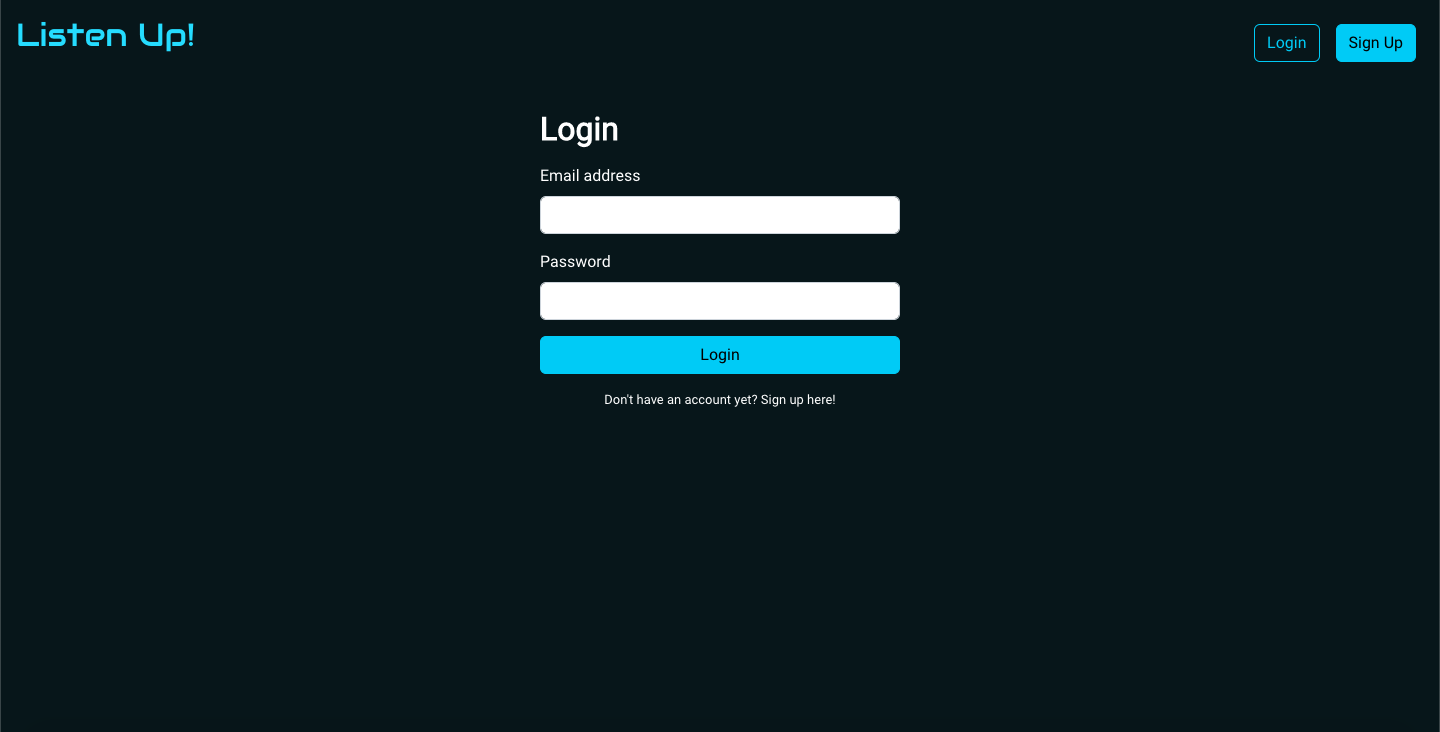 Listen Up!
Login
Sign Up
Login
Email address
Password
Login
Don't have an account yet? Sign up here!